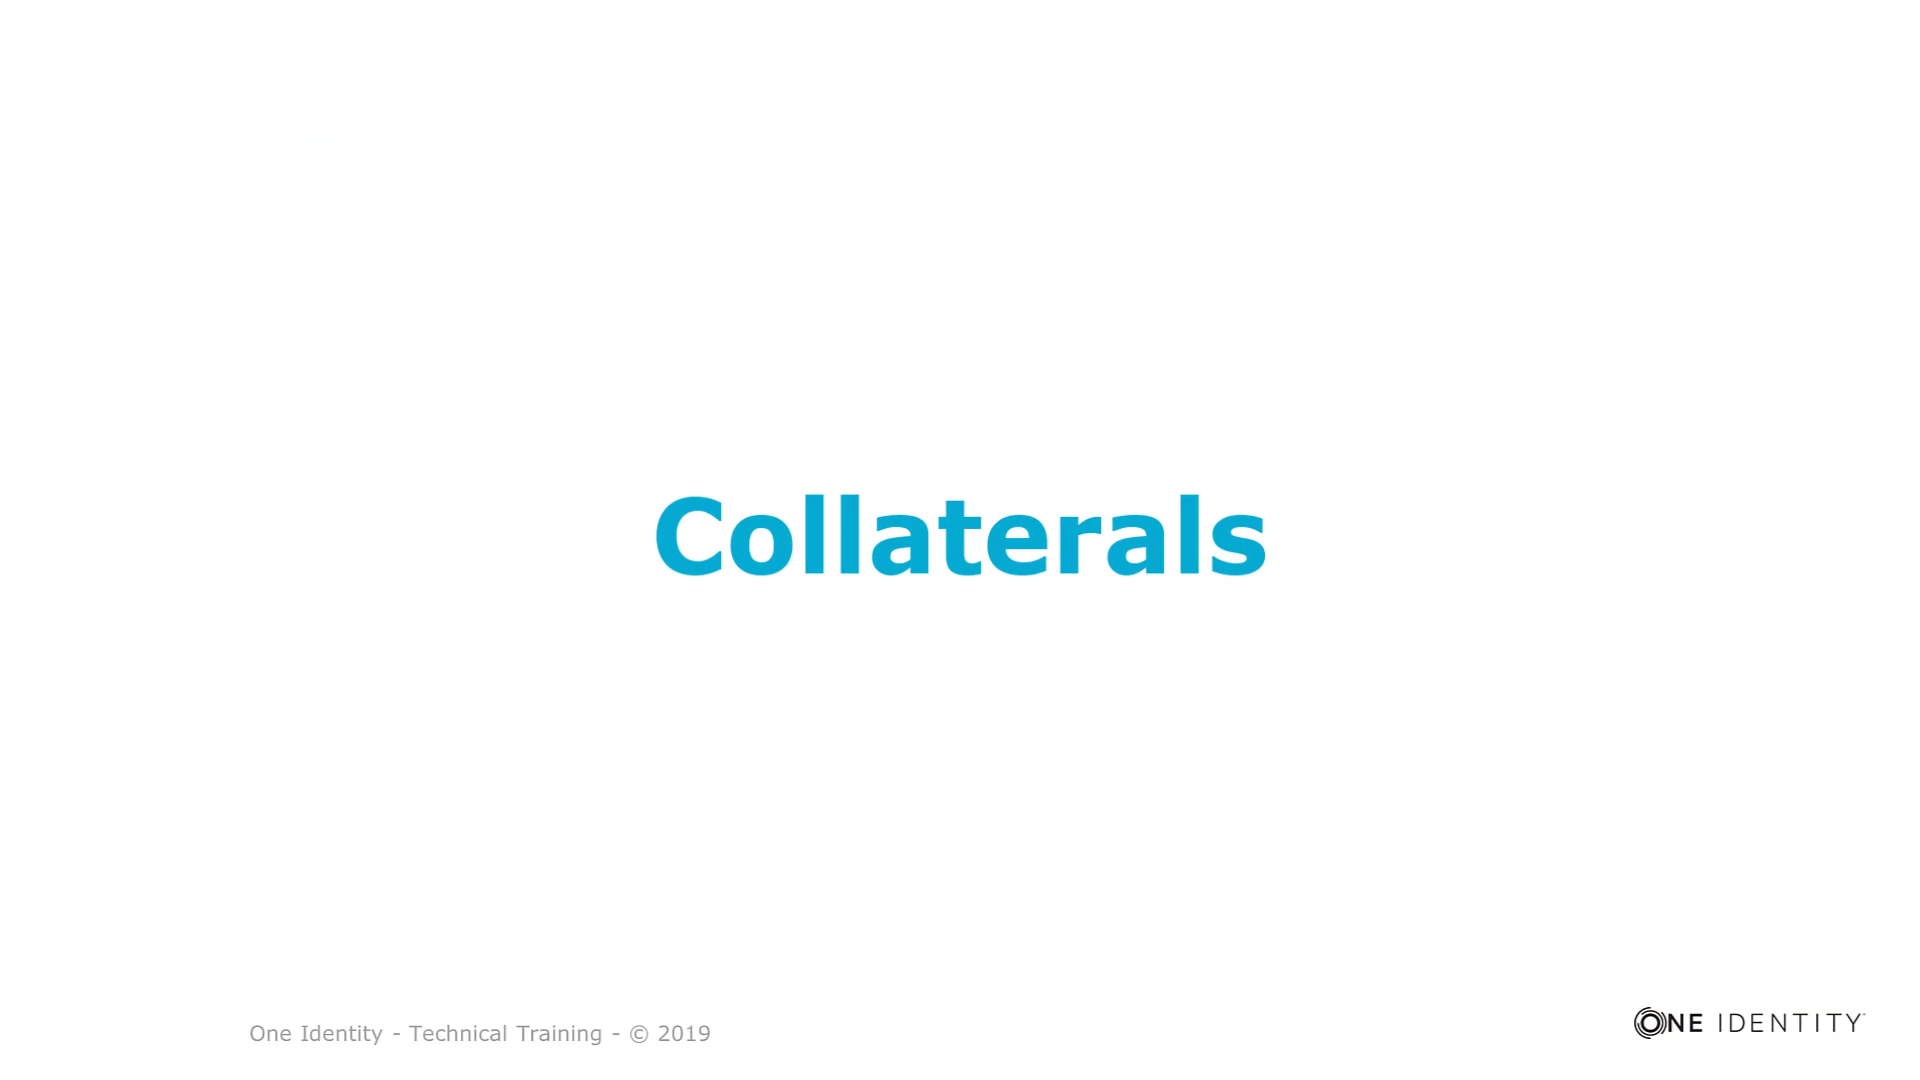 Collaterals
One Identity - Technical Training - © 2019
ONE IDENTITY